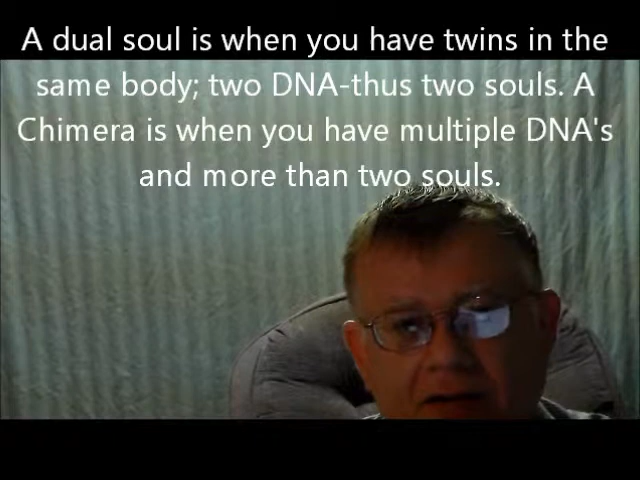 A dual soul is when you have twins in the
same body; two DNA-thus two souls. A
Chimera is when you have multiple DNA's
and more than two souls.